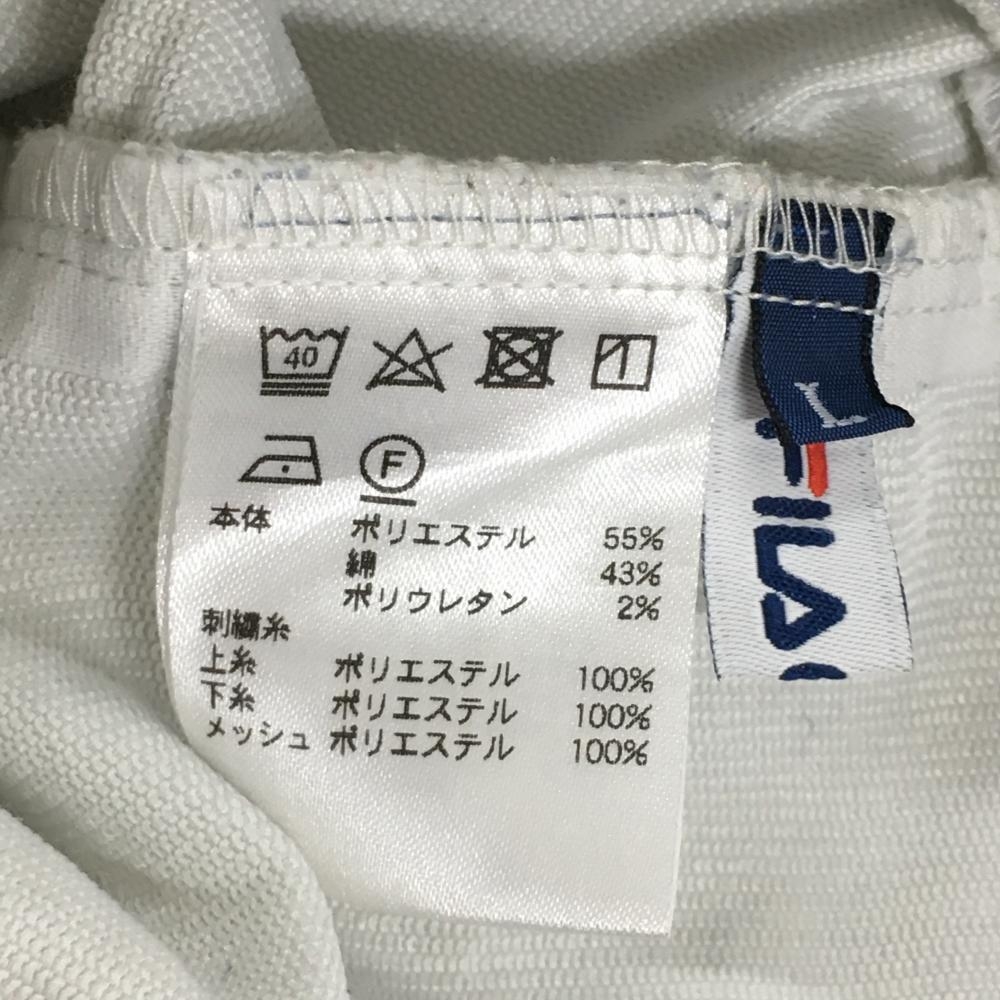 40
F
本体 ポリエステル 55%
綿 43%
ポリウレタン 2%
刺繍糸
上糸 ポリエステル 100%
下糸 ポリエステル 100%
メッシュ ポリエステル 100%
L
FILA